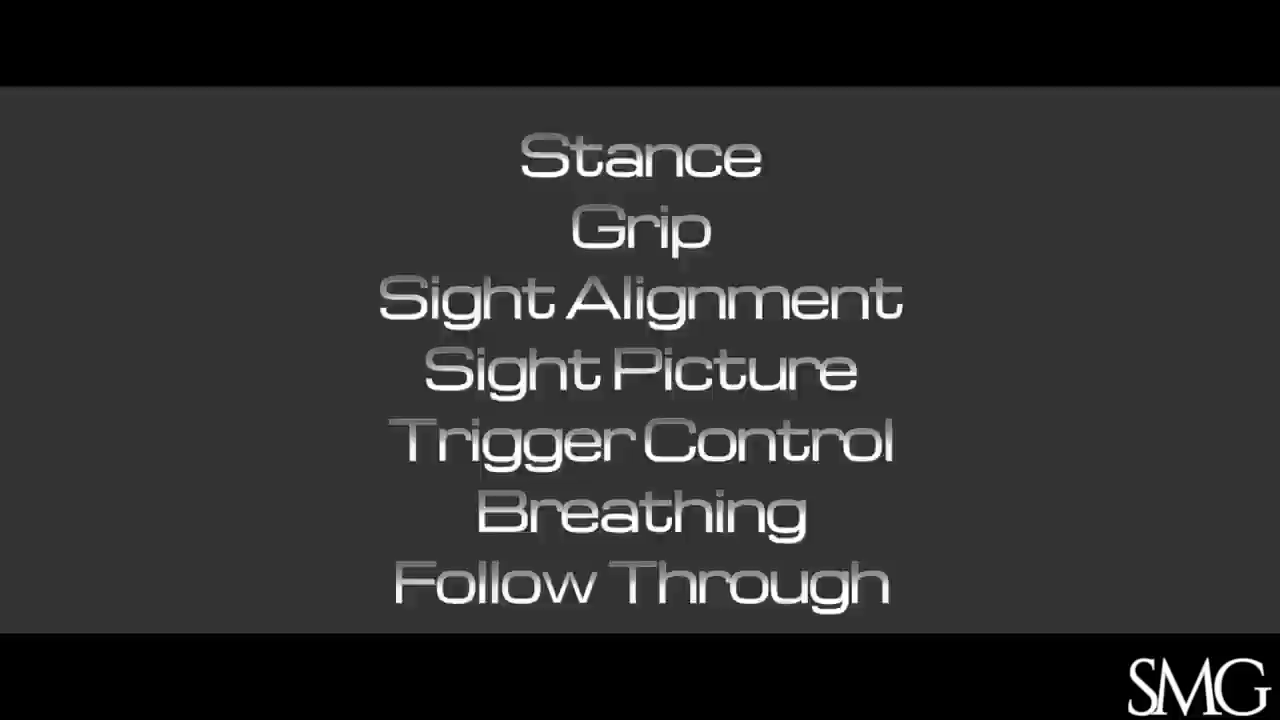 Stance
Grip
Sight Alignment
Sight Picture
Trigger Control
Breathing
Follow Through
SMG